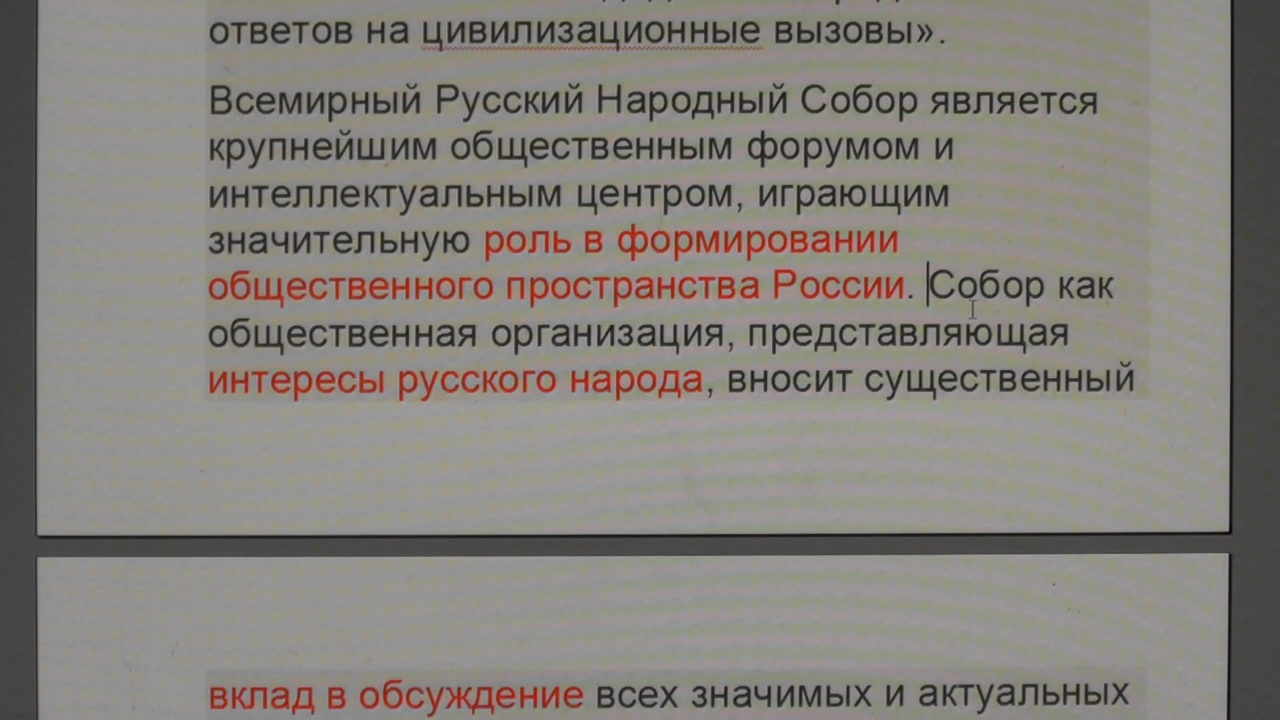 ответов на цивилизационные вызовы».
Всемирный Русский Народный Собор является
крупнейшим общественным форумом и
интеллектуальным центром, играющим
значительную роль в формировании
общественного пространства России. Собор как
общественная организация, представляющая
интересы русского народа, вносит существенный
вклад в обсуждение всех значимых и актуальных